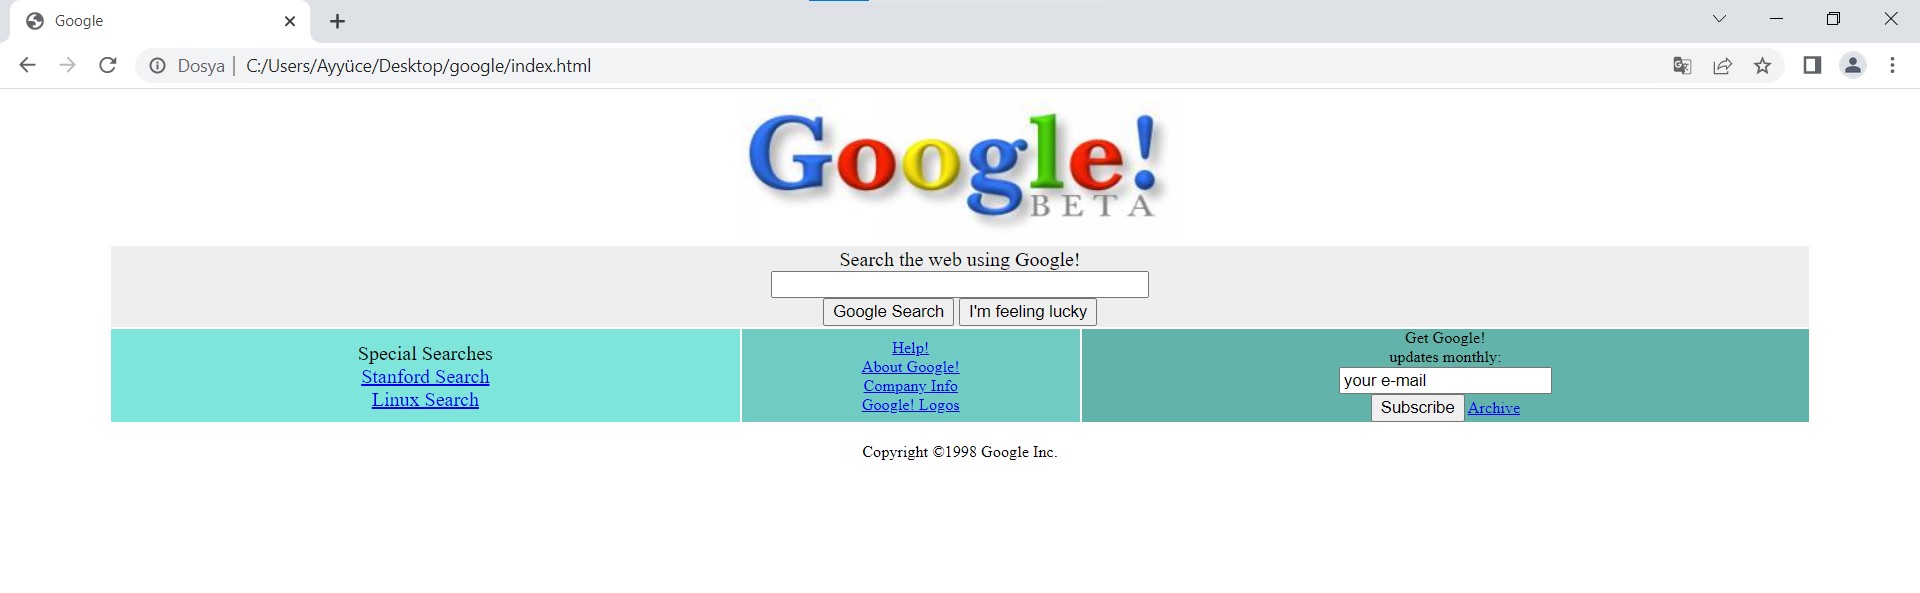 Google
Dosya | C:/Users/Ayyüce/Desktop/google/index.html
Google!
BETA
Search the web using Google!
Google Search I'm feeling lucky
Special Searches
Stanford Search
Linux Search
Help!
About Google!
Company Info
Google! Logos
Get Google!
updates monthly:
your e-mail
Subscribe Archive
Copyright ©1998 Google Inc.